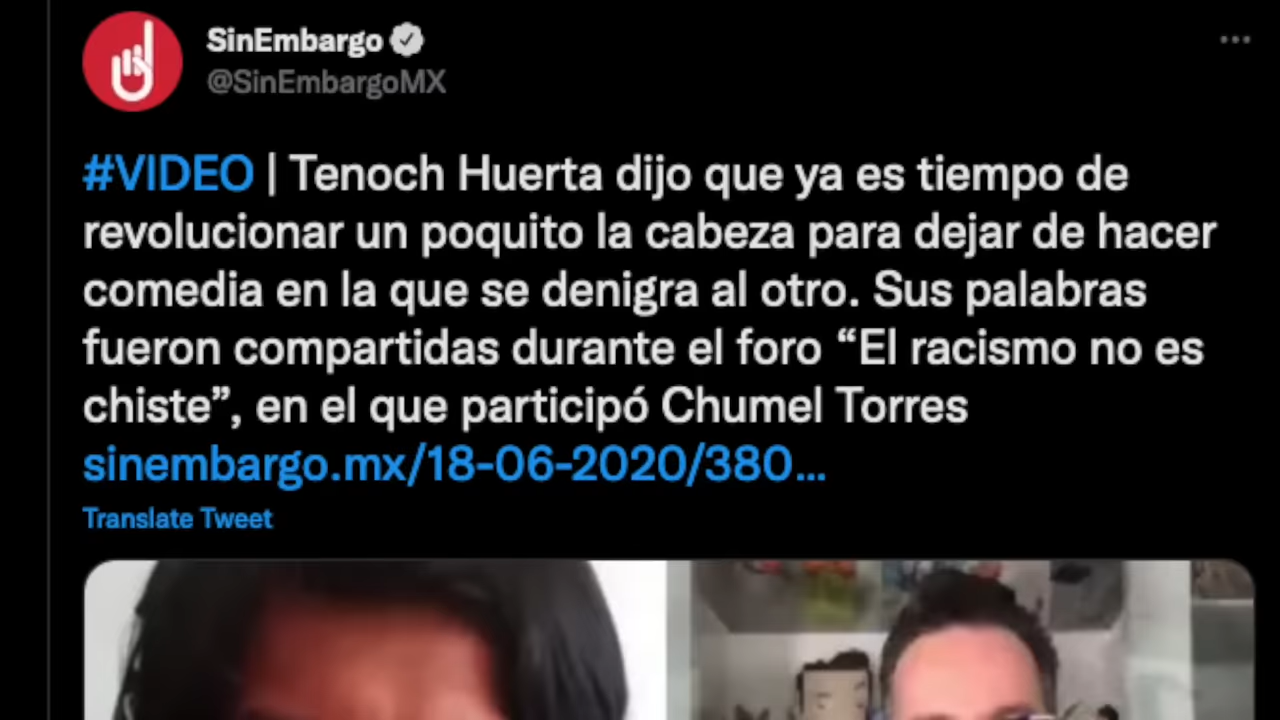 SinEmbargo
@SinEmbargoMX
#VIDEO | Tenoch Huerta dijo que ya es tiempo de
revolucionar un poquito la cabeza para dejar de hacer
comedia en la que se denigra al otro. Sus palabras
fueron compartidas durante el foro “El racismo no es
chiste”, en el que participó Chumel Torres
sinembargo.mx/18-06-2020/380...
Translate Tweet